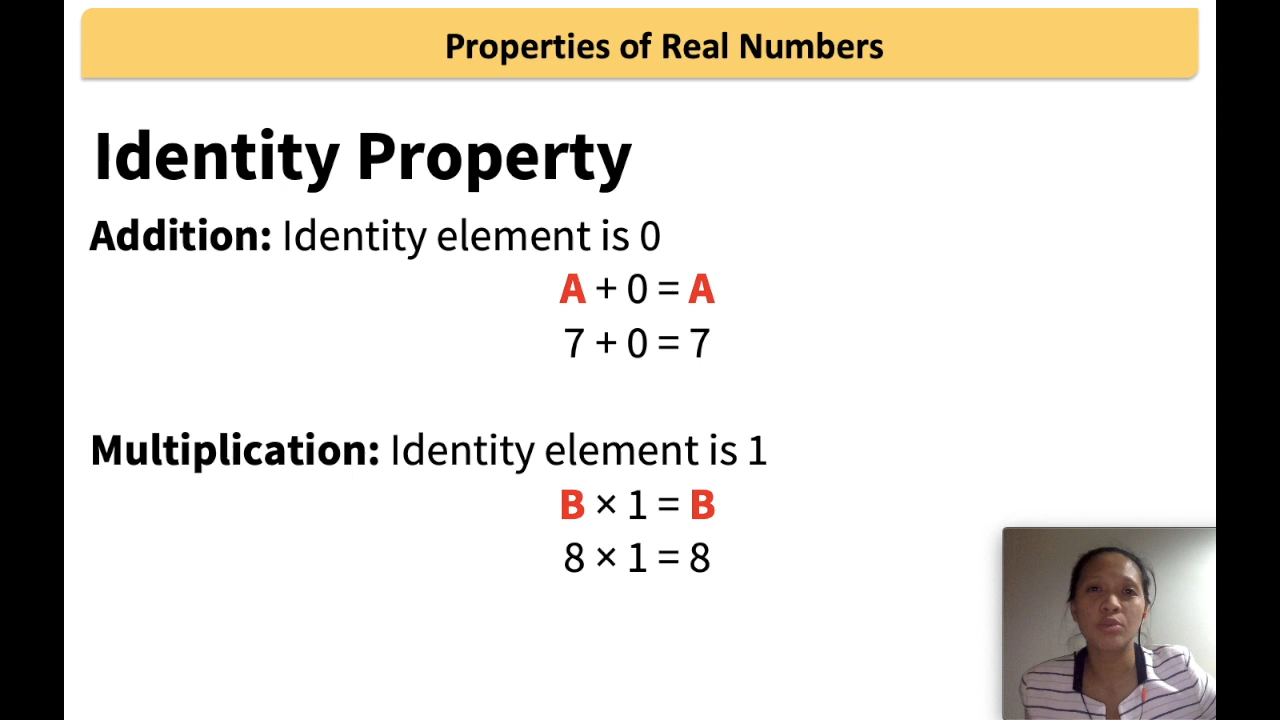 Properties of Real Numbers
Identity Property
Addition: Identity element is 0
A + 0 = A
7 + 0 = 7
Multiplication: Identity element is 1
B × 1 = B
8 × 1 = 8